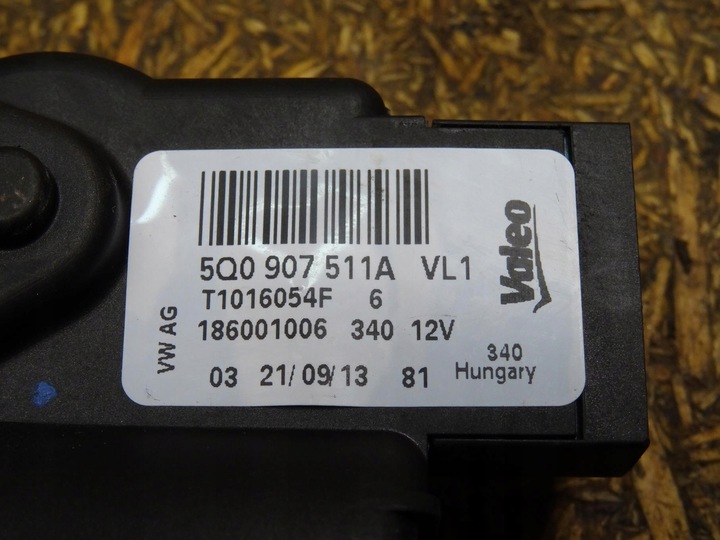 5Q0 907 511A VL1
T1016054F 6
186001006 340 12V
03 21/09/13 81
VW AG
Valeo
340
Hungary